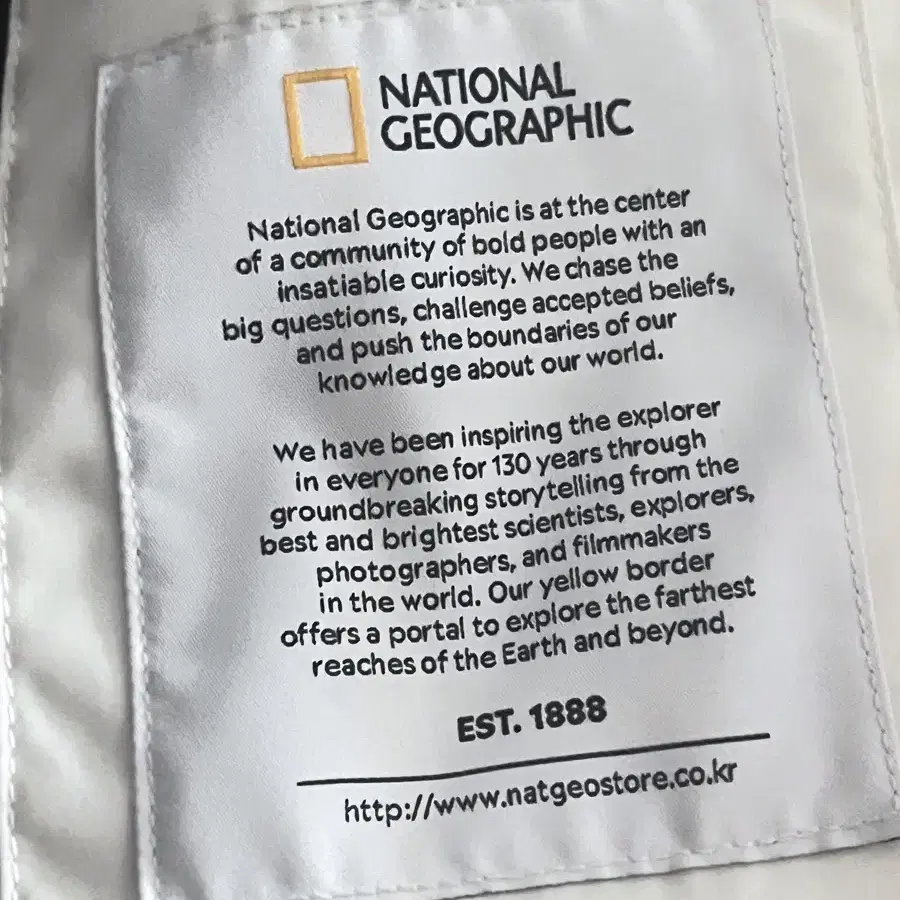 NATIONAL
GEOGRAPHIC
National Geographic is at the center
of a community of bold people with an
insatiable curiosity. We chase the
big questions, challenge accepted beliefs,
and push the boundaries of our
knowledge about our world.
We have been inspiring the explorer
in everyone for 130 years through
groundbreaking storytelling from the
best and brightest scientists, explorers,
photographers, and filmmakers
in the world. Our yellow border
offers a portal to explore the farthest
reaches of the Earth and beyond.
EST. 1888
http://www.natgeostore.co.kr